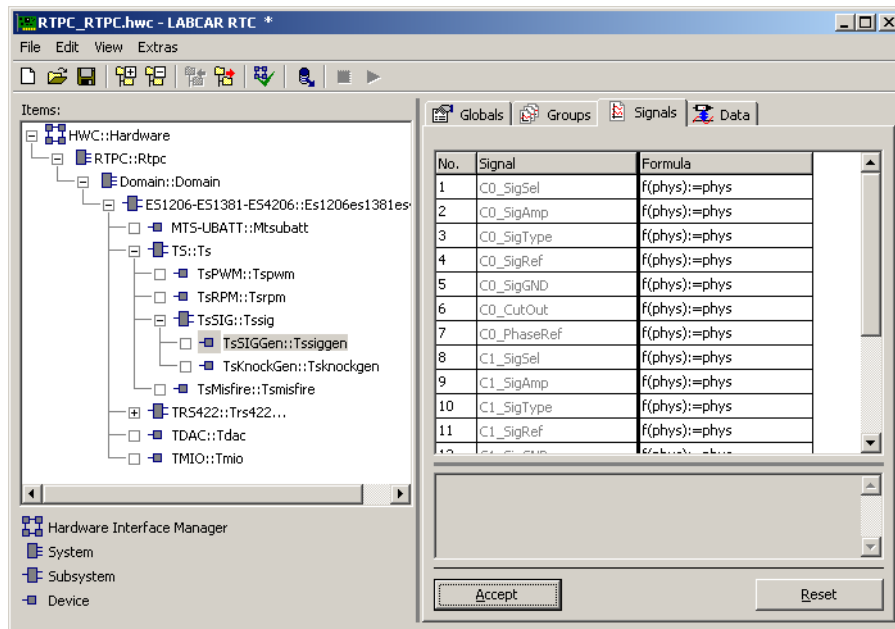 RTPC_RTPC.hwc - LABCAR RTC *
File Edit View Extras
Items:
HWC::Hardware
RTPC::Rtpc
Domain::Domain
ES1206-ES1381-ES4206::Es1206es1381es
MTS-UBATT::Mtsubatt
TS::Ts
TsPWM::Tspwm
TsRPM::Tsrpm
TsSIG::Tssig
TsSIGGen::Tssiggen
TsKnockGen::Tsknockgen
TsMisfire::Tsmisfire
TRS422::Trs422...
TDAC::Tdac
TMIO::Tmio
Hardware Interface Manager
System
Subsystem
Device
Globals Groups Signals Data
No. Signal Formula
1 C0_SigSel f(phys):=phys
2 C0_SigAmp f(phys):=phys
3 C0_SigType f(phys):=phys
4 C0_SigRef f(phys):=phys
5 C0_SigGND f(phys):=phys
6 C0_CutOut f(phys):=phys
7 C0_PhaseRef f(phys):=phys
8 C1_SigSel f(phys):=phys
9 C1_SigAmp f(phys):=phys
10 C1_SigType f(phys):=phys
11 C1_SigRef f(phys):=phys
12 C1_SigGND f(phys):=phys
Accept Reset